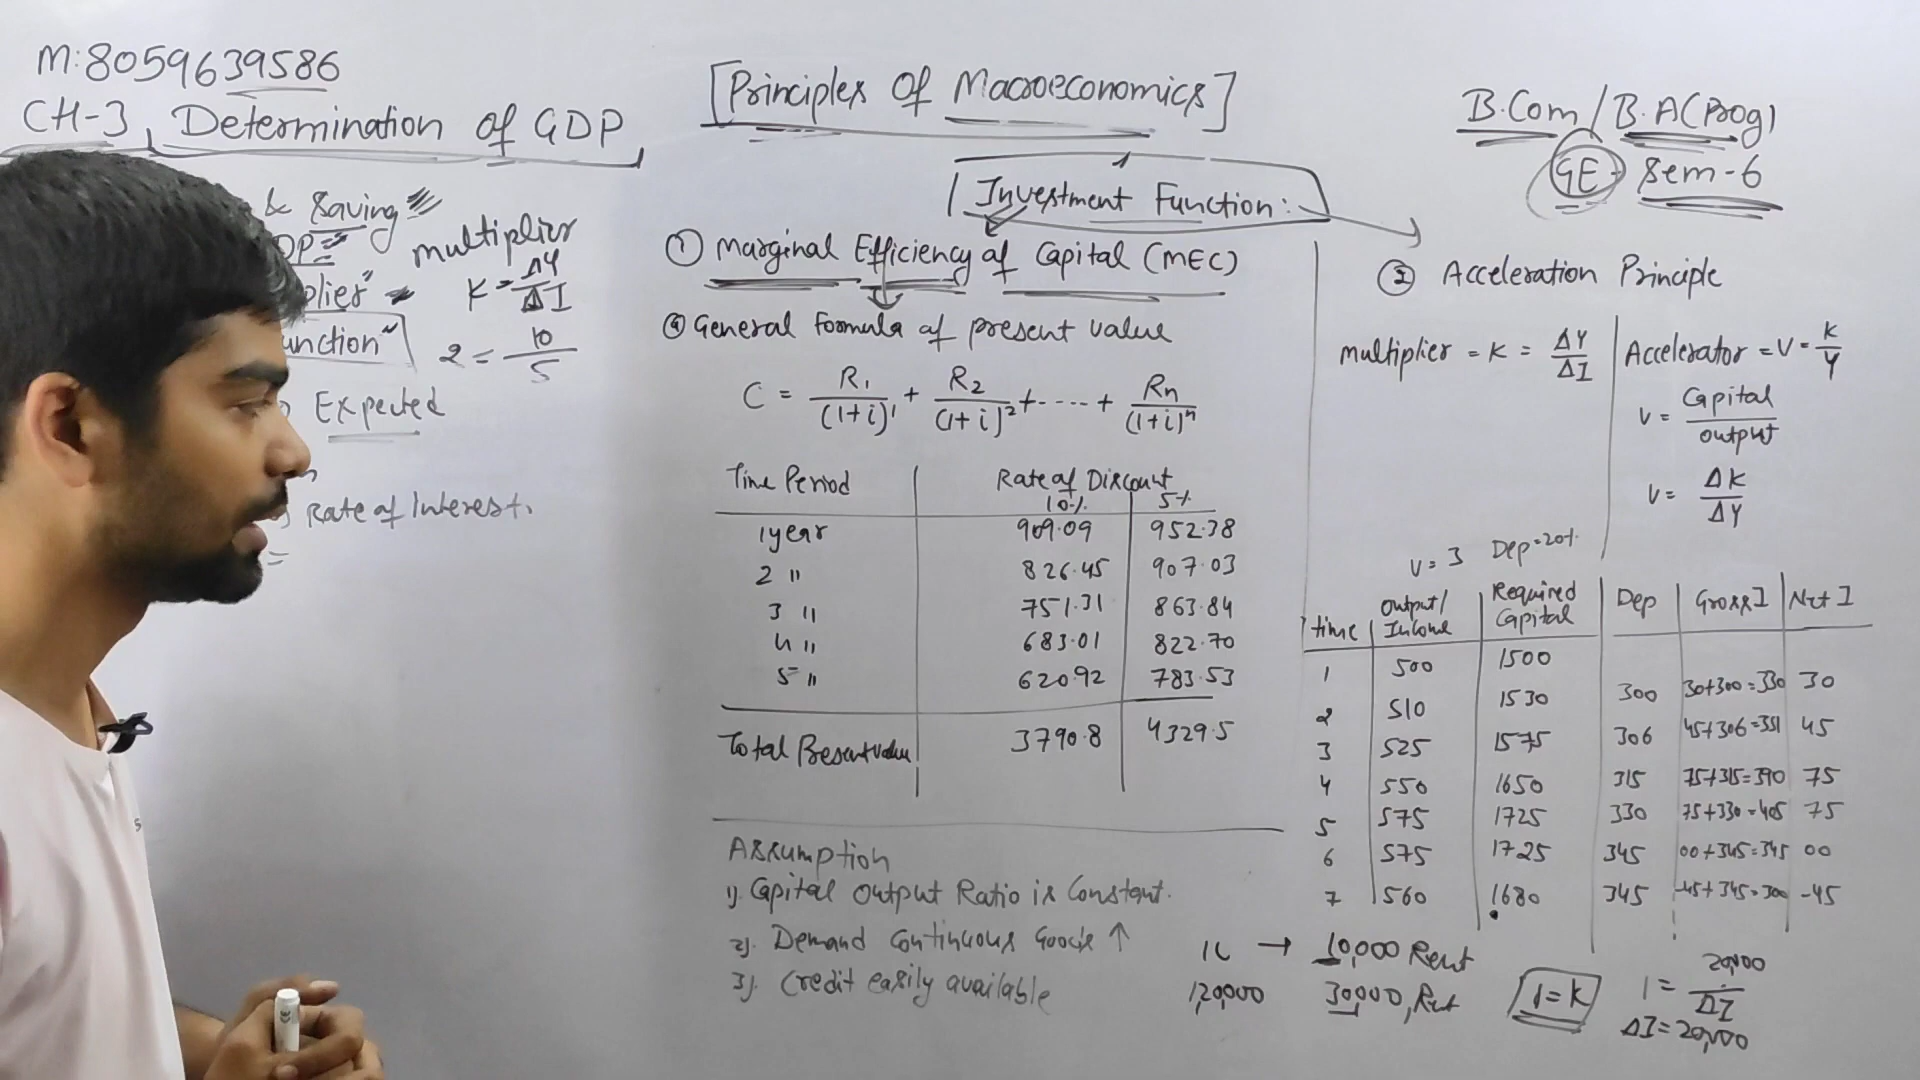 M:8059639586
CH-3, Determination of GDP
[Principles Of Macroeconomics]
B.Com/B.A(Prog)
GE- Sem-6
Investment Function:
& Saving
multiplier
K = ΔY/ΔI
2 = 10/5
unction"
Expected
Rate of Interest.
① Marginal Efficiency of Capital (MEC)
General formula of present value
C = R1/(1+i)^1 + R2/(1+i)^2 +-----+ Rn/(1+i)^n
Time Period Rate of Discount
10% 5%
1 year 909.09 952.38
2 " 826.45 907.03
3 " 751.31 863.84
4 " 683.01 822.70
5 " 620.92 783.53
Total 3790.8 4329.5
Assumption
1). Capital Output Ratio is Constant.
2). Demand Continuous Goods ↑
3). Credit easily available
② Acceleration Principle
multiplier = K = ΔY/ΔI
Accelerator = V = K/Y
V = Capital/output
V = ΔK/ΔY
V = 3 Dep = 20%
time Output/Income Required Capital Dep Gross I Net I
1 500 1500
2 510 1530 300 30+300=330 30
3 525 1575 306 45+306=351 45
4 550 1650 315 75+315=390 75
5 575 1725 330 75+330=405 75
6 575 1725 345 00+345=345 00
7 560 1680 345 -45+345=300 -45
→ 10,000 Rent
1,20,000 30,000, Rent
1 = 20,000/ΔI
ΔI = 20,000